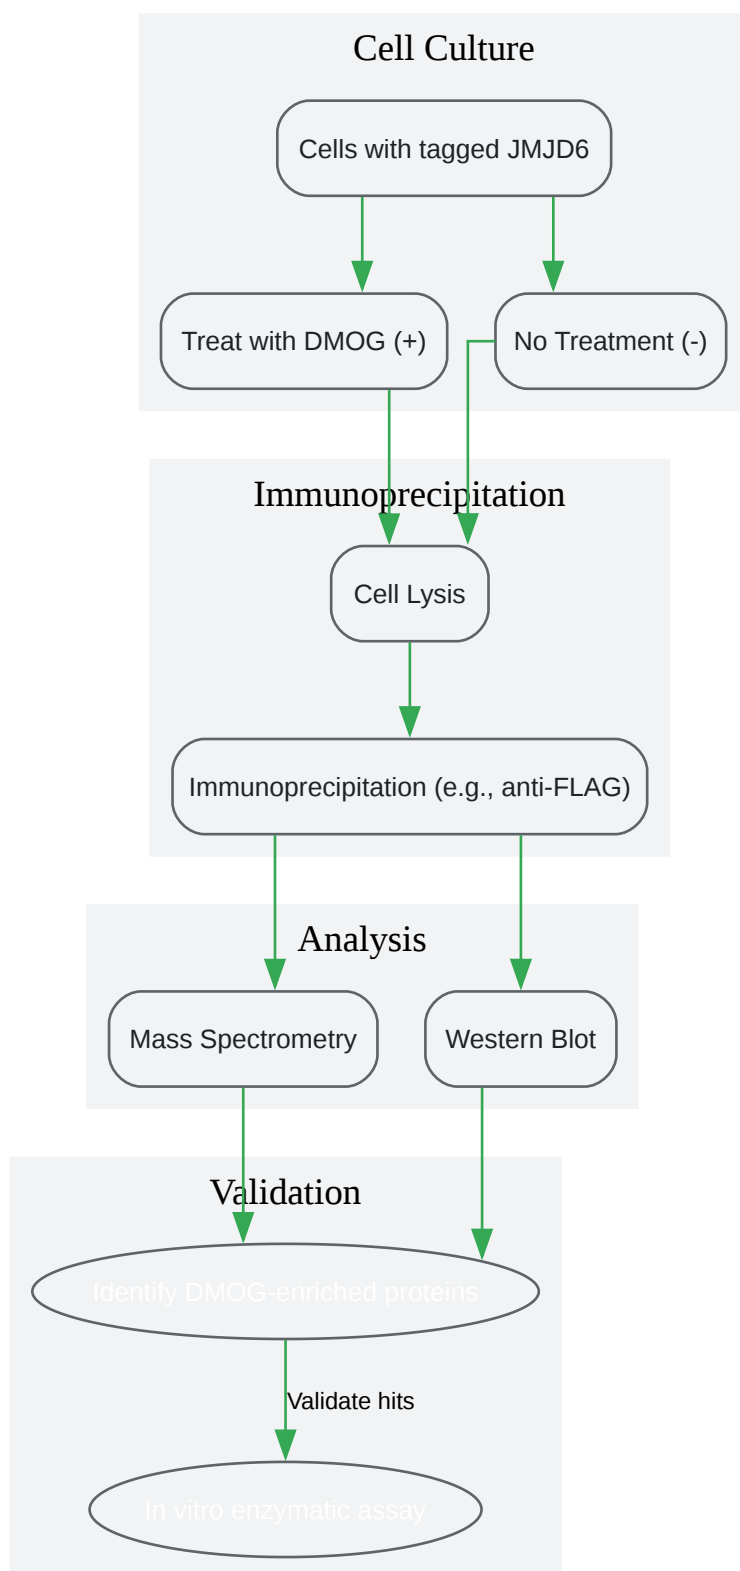 Cell Culture
Cells with tagged JMJD6
Treat with DMOG (+)
No Treatment (-)
Immunoprecipitation
Cell Lysis
Immunoprecipitation (e.g., anti-FLAG)
Analysis
Mass Spectrometry
Western Blot
Validation
Identify DMOG-enriched proteins
Validate hits
In vitro enzymatic assay